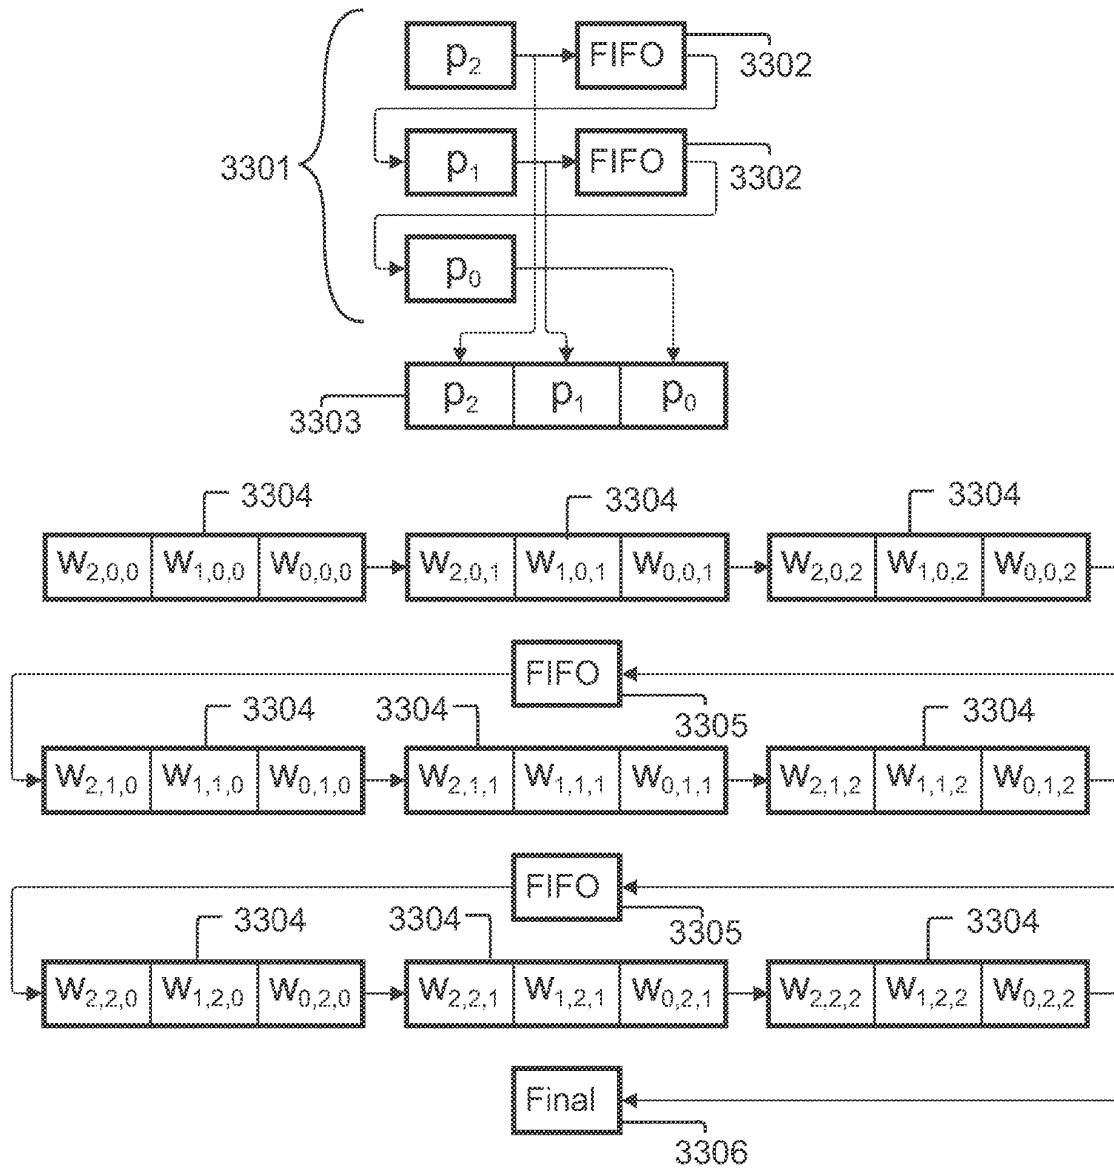 p2 FIFO 3302
3301 p1 FIFO 3302
p0
3303 p2 p1 p0
3304 3304 3304
w2,0,0 w1,0,0 w0,0,0 w2,0,1 w1,0,1 w0,0,1 w2,0,2 w1,0,2 w0,0,2
FIFO
3304 3304 3305 3304
w2,1,0 w1,1,0 w0,1,0 w2,1,1 w1,1,1 w0,1,1 w2,1,2 w1,1,2 w0,1,2
FIFO
3304 3304 3305 3304
w2,2,0 w1,2,0 w0,2,0 w2,2,1 w1,2,1 w0,2,1 w2,2,2 w1,2,2 w0,2,2
Final
3306